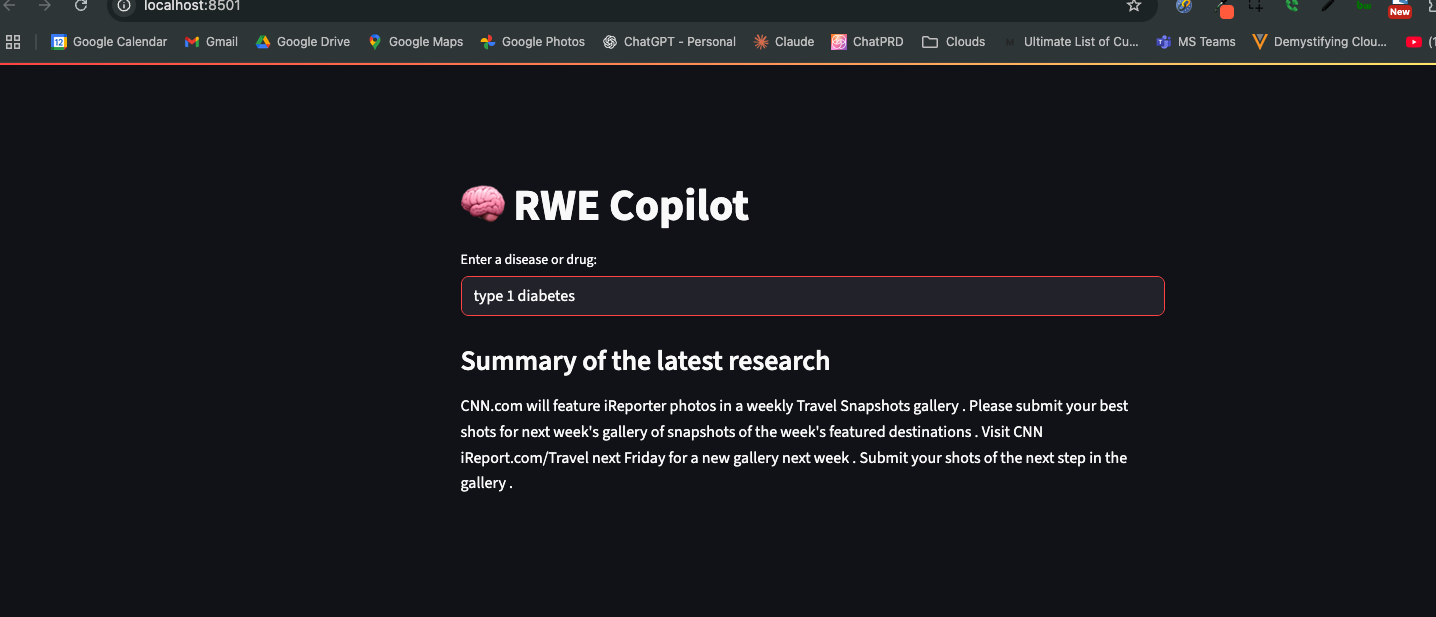 localhost:8501
New
Google Calendar Gmail Google Drive Google Maps Google Photos ChatGPT - Personal Claude ChatPRD Clouds Ultimate List of Cu... MS Teams Demystifying Clou...
RWE Copilot
Enter a disease or drug:
type 1 diabetes
Summary of the latest research
CNN.com will feature iReporter photos in a weekly Travel Snapshots gallery . Please submit your best
shots for next week's gallery of snapshots of the week's featured destinations . Visit CNN
iReport.com/Travel next Friday for a new gallery next week . Submit your shots of the next step in the
gallery .